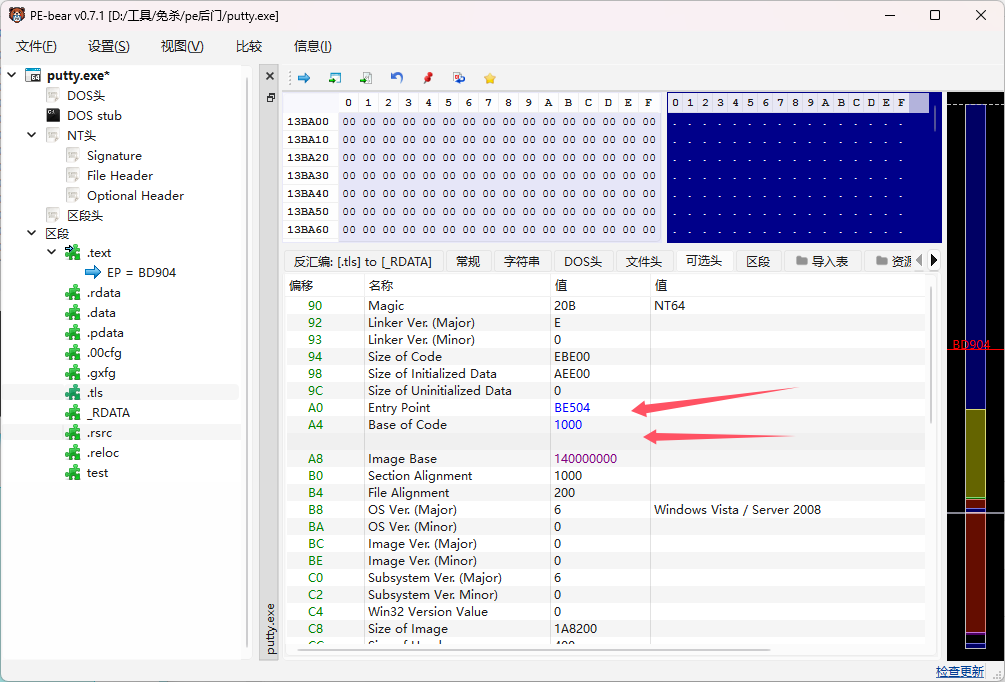 PE-bear v0.7.1 [D:/工具/免杀/pe后门/putty.exe]
文件(F) 设置(S) 视图(V) 比较 信息(I)
putty.exe*
DOS头
DOS stub
NT头
Signature
File Header
Optional Header
区段头
区段
.text
EP = BD904
.rdata
.data
.pdata
.00cfg
.gxfg
.tls
_RDATA
.rsrc
.reloc
test
putty.exe
0 1 2 3 4 5 6 7 8 9 A B C D E F 0 1 2 3 4 5 6 7 8 9 A B C D E F
13BA00 00 00 00 00 00 00 00 00 00 00 00 00 00 00 00 00 . . . . . . . . . . . . . . . .
13BA10 00 00 00 00 00 00 00 00 00 00 00 00 00 00 00 00 . . . . . . . . . . . . . . . .
13BA20 00 00 00 00 00 00 00 00 00 00 00 00 00 00 00 00 . . . . . . . . . . . . . . . .
13BA30 00 00 00 00 00 00 00 00 00 00 00 00 00 00 00 00 . . . . . . . . . . . . . . . .
13BA40 00 00 00 00 00 00 00 00 00 00 00 00 00 00 00 00 . . . . . . . . . . . . . . . .
13BA50 00 00 00 00 00 00 00 00 00 00 00 00 00 00 00 00 . . . . . . . . . . . . . . . .
13BA60 00 00 00 00 00 00 00 00 00 00 00 00 00 00 00 00 . . . . . . . . . . . . . . . .
反汇编: [.tls] to [_RDATA] 常规 字符串 DOS头 文件头 可选头 区段 导入表 资源
偏移 名称 值 值
90 Magic 20B NT64
92 Linker Ver. (Major) E
93 Linker Ver. (Minor) 0
94 Size of Code EBE00
98 Size of Initialized Data AEE00
9C Size of Uninitialized Data 0
A0 Entry Point BE504
A4 Base of Code 1000
A8 Image Base 140000000
B0 Section Alignment 1000
B4 File Alignment 200
B8 OS Ver. (Major) 6 Windows Vista / Server 2008
BA OS Ver. (Minor) 0
BC Image Ver. (Major) 0
BE Image Ver. (Minor) 0
C0 Subsystem Ver. (Major) 6
C2 Subsystem Ver. Minor) 0
C4 Win32 Version Value 0
C8 Size of Image 1A8200
BD904
检查更新